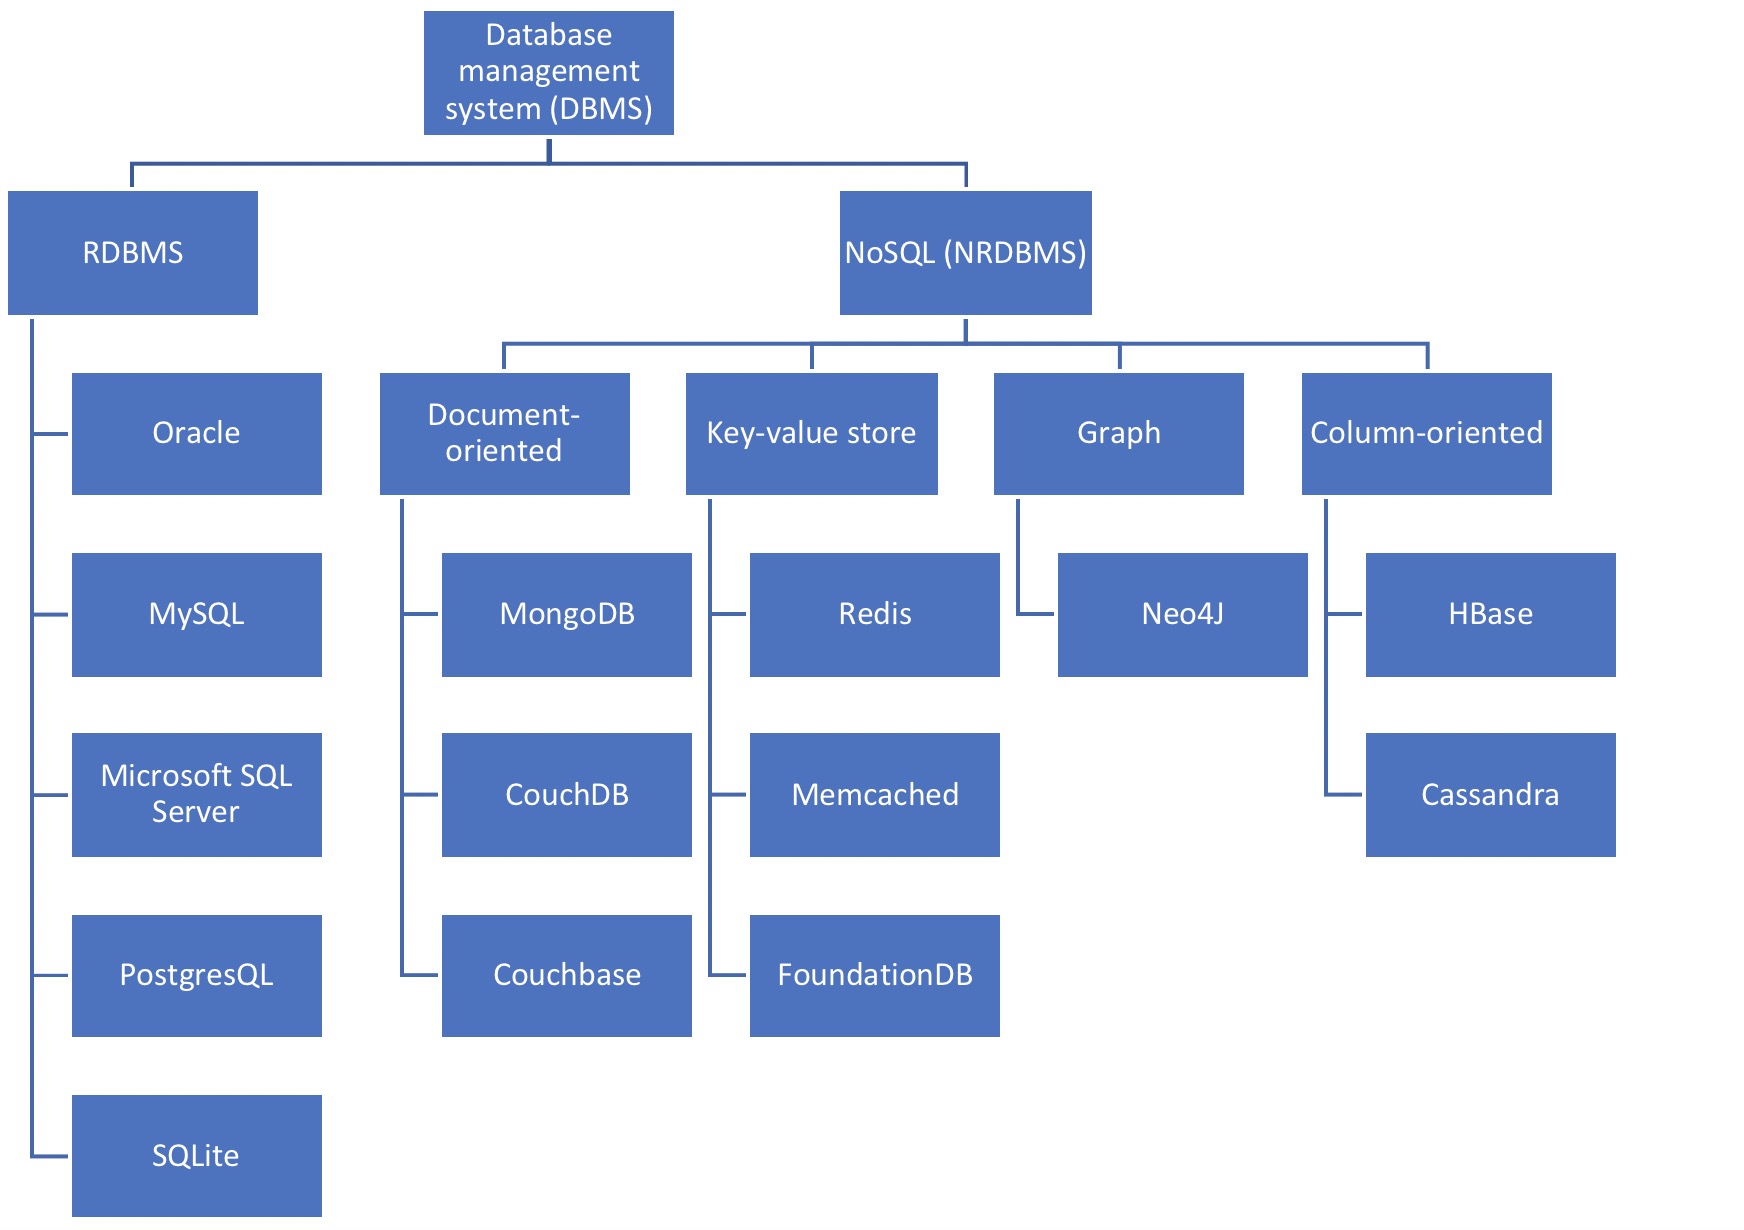 Database
management
system (DBMS)
RDBMS
NoSQL (NRDBMS)
Oracle
Document-
oriented
Key-value store
Graph
Column-oriented
MySQL
MongoDB
Redis
Neo4J
HBase
Microsoft SQL
Server
CouchDB
Memcached
Cassandra
PostgresQL
Couchbase
FoundationDB
SQLite